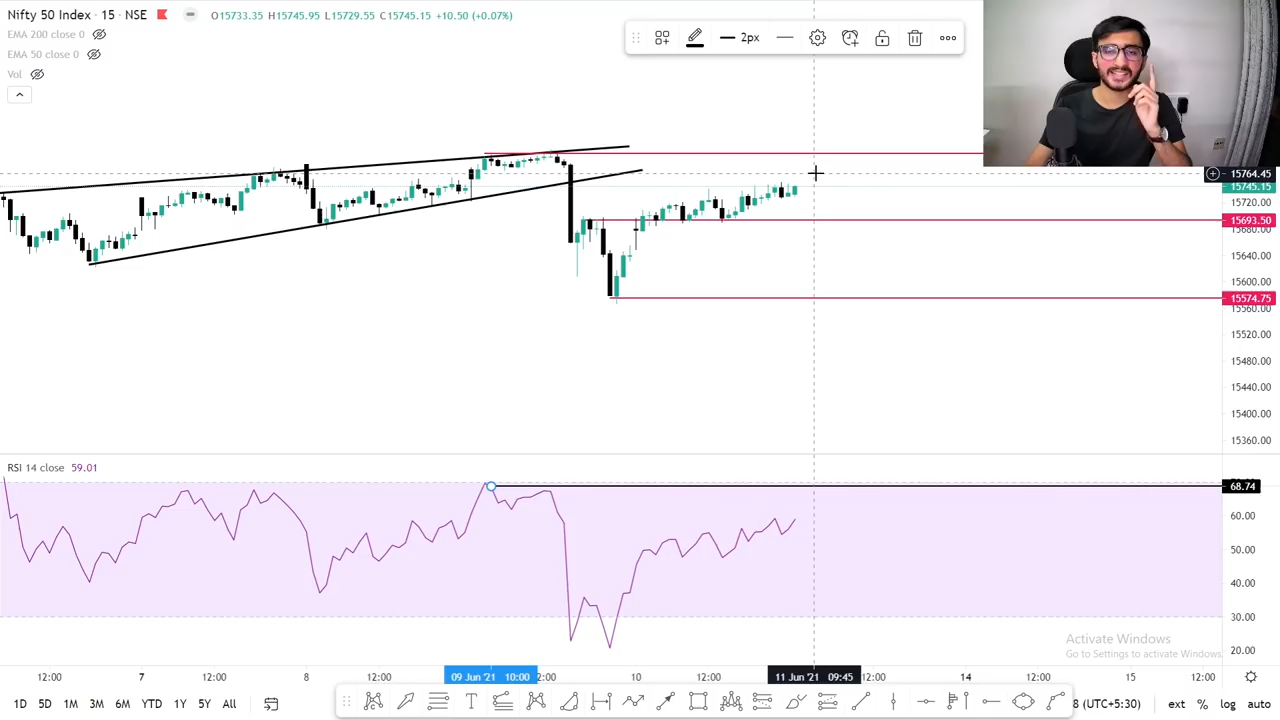 Nifty 50 Index · 15 · NSE O15733.35 H15745.95 L15729.55 C15745.15 +10.50 (+0.07%)
EMA 200 close 0
EMA 50 close 0
Vol
2px
15764.45
15745.15
15720.00
15693.50
15680.00
15640.00
15600.00
15574.75
15560.00
15520.00
15480.00
15440.00
15400.00
15360.00
RSI 14 close 59.01
68.74
60.00
50.00
40.00
30.00
20.00
Activate Windows
Go to Settings to activate Windows.
12:00 7 12:00 8 12:00 09 Jun '21 10:00 2:00 10 12:00 11 Jun '21 09:45 12:00 14 12:00 15 12:00
1D 5D 1M 3M 6M YTD 1Y 5Y All 8 (UTC+5:30) ext % log auto